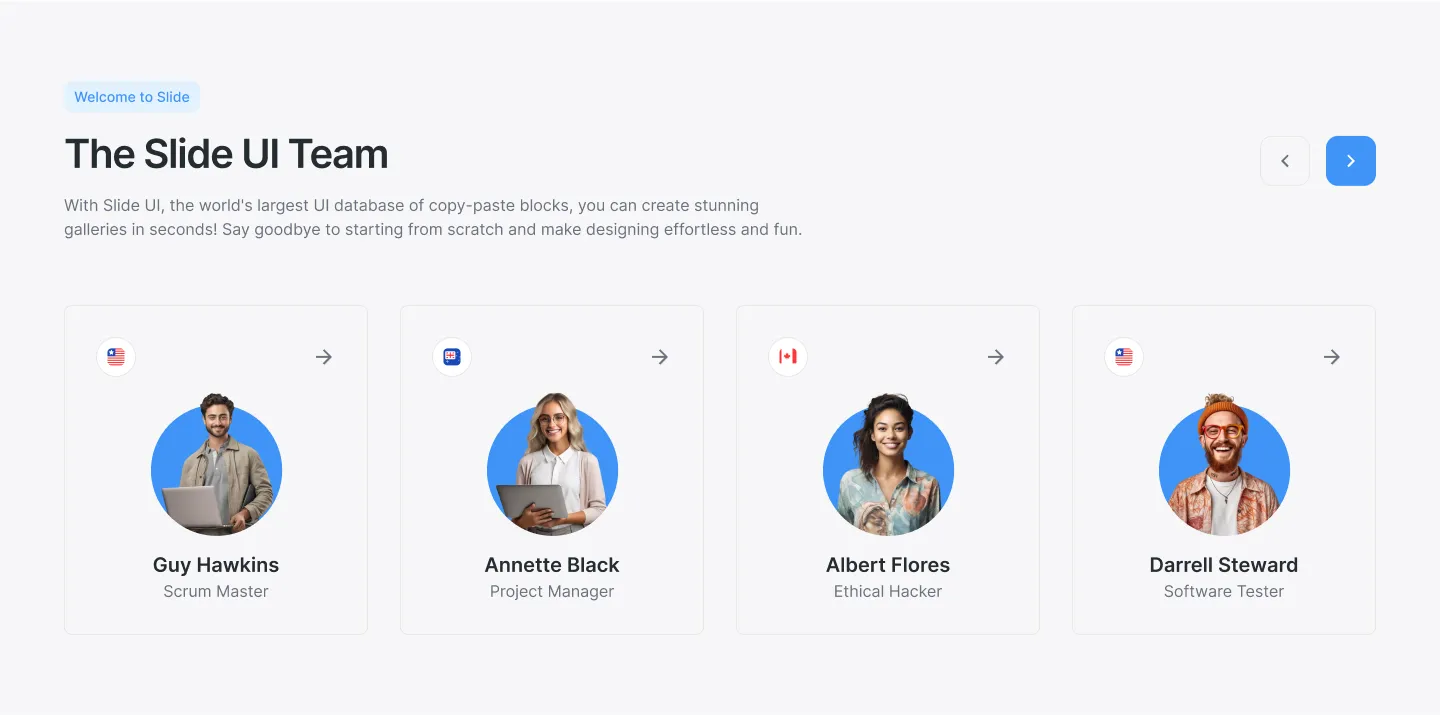 Welcome to Slide
The Slide UI Team
With Slide UI, the world's largest UI database of copy-paste blocks, you can create stunning
galleries in seconds! Say goodbye to starting from scratch and make designing effortless and fun.
Guy Hawkins
Scrum Master
Annette Black
Project Manager
Albert Flores
Ethical Hacker
Darrell Steward
Software Tester